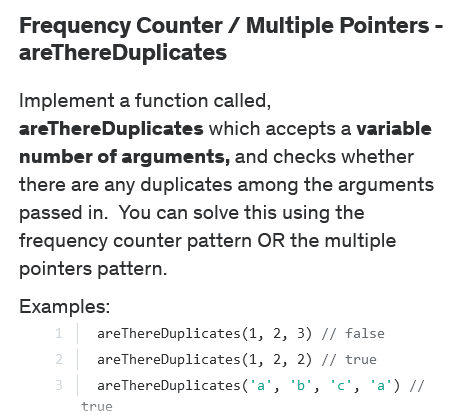 Frequency Counter / Multiple Pointers -
areThereDuplicates
Implement a function called,
areThereDuplicates which accepts a variable
number of arguments, and checks whether
there are any duplicates among the arguments
passed in.  You can solve this using the
frequency counter pattern OR the multiple
pointers pattern.
Examples:
1 areThereDuplicates(1, 2, 3) // false
2 areThereDuplicates(1, 2, 2) // true
3 areThereDuplicates('a', 'b', 'c', 'a') //
true